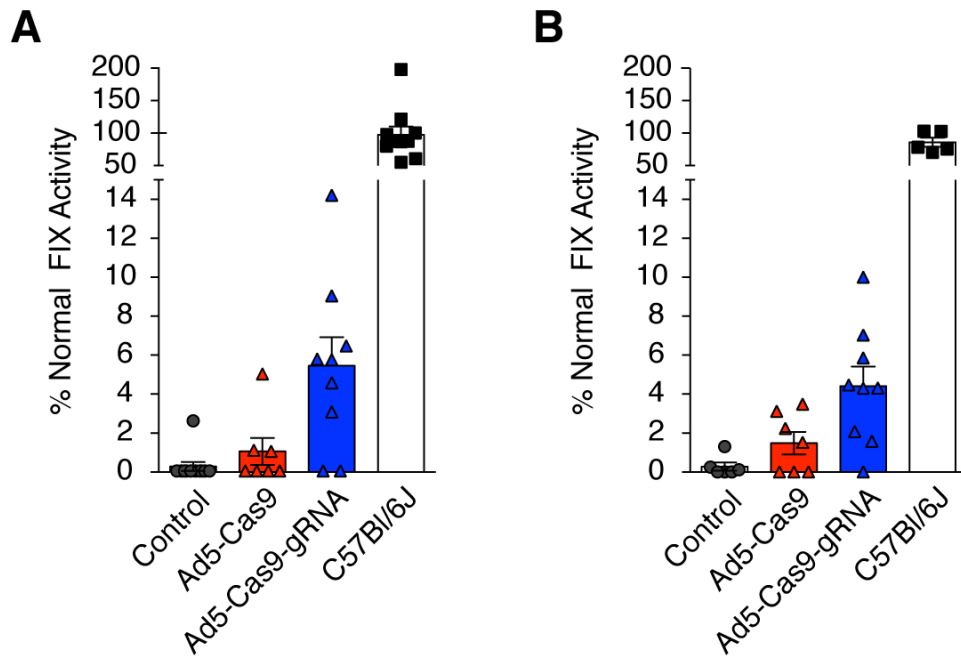 A
% Normal FIX Activity
200
150
100
50
14
12
10
8
6
4
2
0
Control
Ad5-Cas9
Ad5-Cas9-gRNA
C57Bl/6J
B
% Normal FIX Activity
200
150
100
50
14
12
10
8
6
4
2
0
Control
Ad5-Cas9
Ad5-Cas9-gRNA
C57Bl/6J